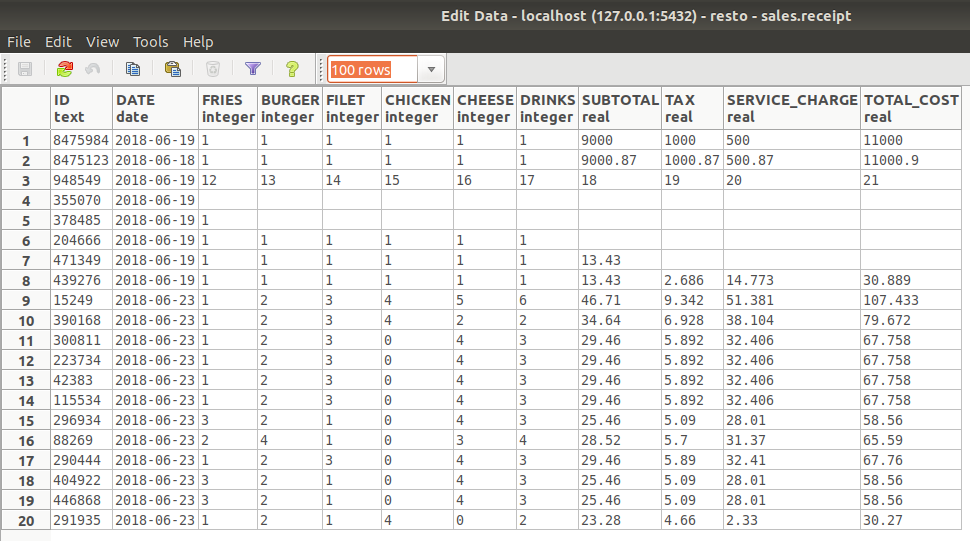 Edit Data - localhost (127.0.0.1:5432) - resto - sales.receipt
File Edit View Tools Help
100 rows
ID DATE FRIES BURGER FILET CHICKEN CHEESE DRINKS SUBTOTAL TAX SERVICE_CHARGE TOTAL_COST
text date integer integer integer integer integer integer real real real real
1 8475984 2018-06-19 1 1 1 1 1 1 9000 1000 500 11000
2 8475123 2018-06-18 1 1 1 1 1 1 9000.87 1000.87 500.87 11000.9
3 948549 2018-06-19 12 13 14 15 16 17 18 19 20 21
4 355070 2018-06-19
5 378485 2018-06-19 1
6 204666 2018-06-19 1 1 1 1 1 1
7 471349 2018-06-19 1 1 1 1 1 1 13.43
8 439276 2018-06-19 1 1 1 1 1 1 13.43 2.686 14.773 30.889
9 15249 2018-06-23 1 2 3 4 5 6 46.71 9.342 51.381 107.433
10 390168 2018-06-23 1 2 3 4 2 2 34.64 6.928 38.104 79.672
11 300811 2018-06-23 1 2 3 0 4 3 29.46 5.892 32.406 67.758
12 223734 2018-06-23 1 2 3 0 4 3 29.46 5.892 32.406 67.758
13 42383 2018-06-23 1 2 3 0 4 3 29.46 5.892 32.406 67.758
14 115534 2018-06-23 1 2 3 0 4 3 29.46 5.892 32.406 67.758
15 296934 2018-06-23 3 2 1 0 4 3 25.46 5.09 28.01 58.56
16 88269 2018-06-23 2 4 1 0 3 4 28.52 5.7 31.37 65.59
17 290444 2018-06-23 1 2 3 0 4 3 29.46 5.89 32.41 67.76
18 404922 2018-06-23 3 2 1 0 4 3 25.46 5.09 28.01 58.56
19 446868 2018-06-23 3 2 1 0 4 3 25.46 5.09 28.01 58.56
20 291935 2018-06-23 1 2 1 4 0 2 23.28 4.66 2.33 30.27